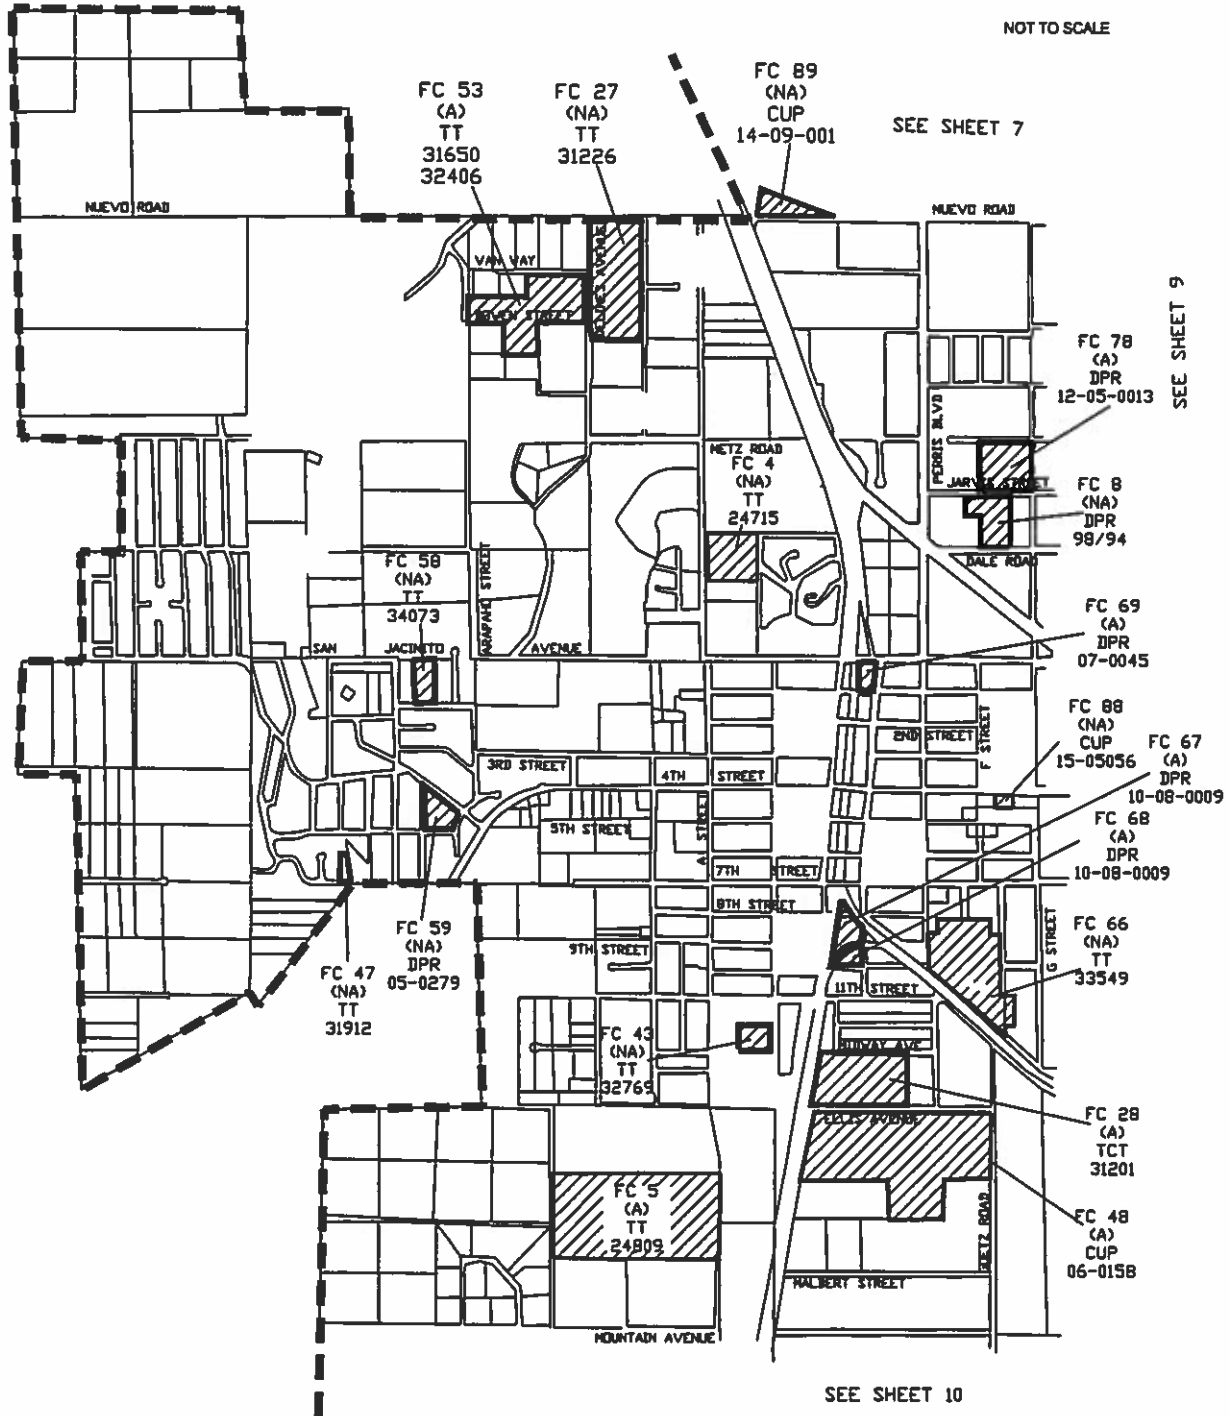 NOT TO SCALE
FC 53
(A)
TT
31650
32406
FC 27
(NA)
TT
31226
FC 89
(NA)
CUP
14-09-001
SEE SHEET 7
NUEVO ROAD
NUEVO ROAD
VAN WAY
SEE SHEET 9
FC 78
(A)
DPR
12-05-0013
PERRIS BLVD
METZ ROAD
FC 4
(NA)
TT
24715
JARVIS STREET
FC 8
(NA)
DPR
98/94
DALE ROAD
FC 58
(NA)
TT
34073
ARAPAHO STREET
FC 69
(A)
DPR
07-0045
SAN JACINITO AVENUE
FC 88
(NA)
CUP
15-05056
F STREET
2ND STREET
3RD STREET
4TH STREET
FC 67
(A)
DPR
10-08-0009
FC 68
(A)
DPR
10-08-0009
A STREET
5TH STREET
7TH STREET
8TH STREET
9TH STREET
FC 59
(NA)
DPR
05-0279
FC 47
(NA)
TT
31912
FC 66
(NA)
TT
33549
G STREET
11TH STREET
FC 43
(NA)
TT
32769
ELLIS AVENUE
FC 28
(A)
TCT
31201
FC 5
(A)
TT
24809
FC 48
(A)
CUP
06-0158
MALBERT STREET
MOUNTAIN AVENUE
SEE SHEET 10